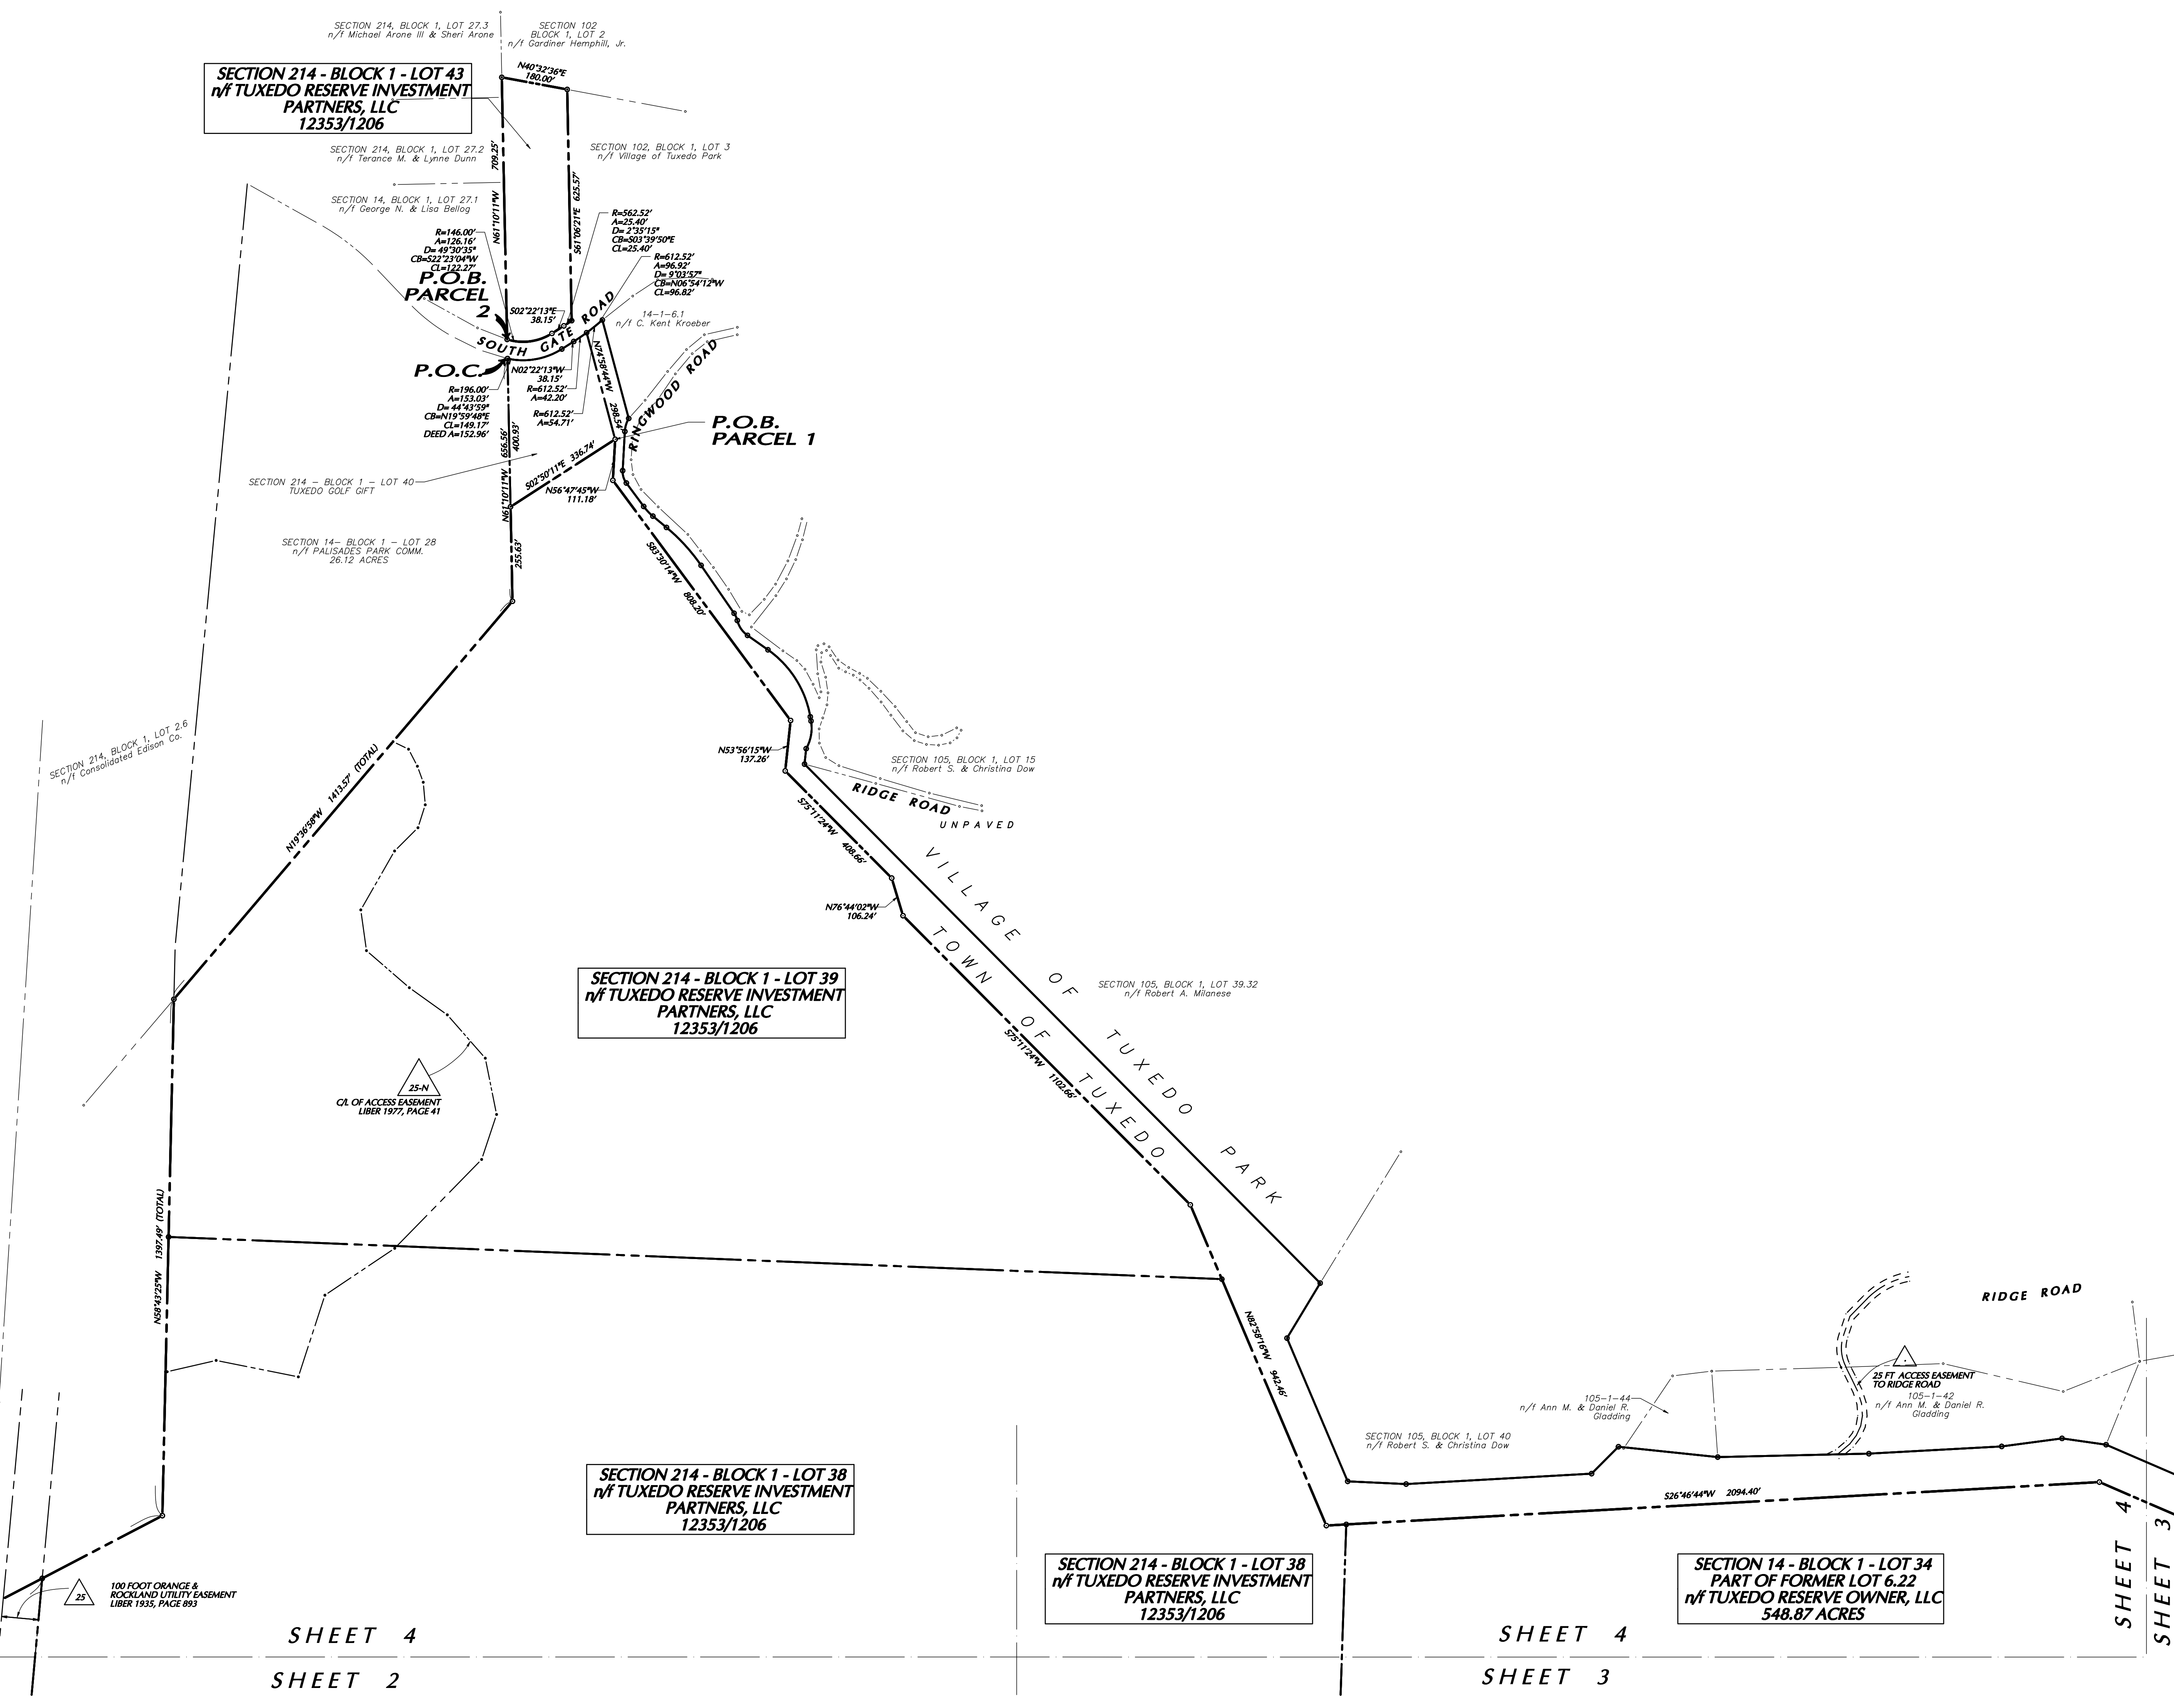 SECTION 214, BLOCK 1, LOT 27.3
n/f Michael Arone III & Sheri Arone
SECTION 102
BLOCK 1, LOT 2
n/f Gardiner Hemphill, Jr.
N40°32'36"E
180.00'
SECTION 214 - BLOCK 1 - LOT 43
n/f TUXEDO RESERVE INVESTMENT
PARTNERS, LLC
12353/1206
SECTION 214, BLOCK 1, LOT 27.2
n/f Terance M. & Lynne Dunn
SECTION 102, BLOCK 1, LOT 3
n/f Village of Tuxedo Park
N61°10'11"W 709.25'
S61°06'21"E 625.57'
SECTION 14, BLOCK 1, LOT 27.1
n/f George N. & Lisa Bellog
R=146.00'
A=126.16'
D= 49°30'35"
CB=S22°23'04"W
CL=122.27'
R=562.52'
A=25.40'
D= 2°35'15"
CB=S03°39'50"E
CL=25.40'
R=612.52'
A=96.92'
D= 9°03'57"
CB=N06°54'12"W
CL=96.82'
P.O.B.
PARCEL
2
S02°22'13"E
38.15'
14-1-6.1
n/f C. Kent Kroeber
SOUTH GATE ROAD
P.O.C.
N02°22'13"W
38.15'
R=612.52'
A=42.20'
R=612.52'
A=54.71'
R=196.00'
A=153.03'
D= 44°43'59"
CB=N19°59'48"E
CL=149.17'
DEED A=152.96'
N74°58'44"W 298.54'
RINGWOOD ROAD
P.O.B.
PARCEL 1
N61°10'11"W 656.56'
400.93'
S02°50'11"E 336.74'
SECTION 214 - BLOCK 1 - LOT 40
TUXEDO GOLF GIFT
N56°47'45"W
111.18'
SECTION 14- BLOCK 1 - LOT 28
n/f PALISADES PARK COMM.
26.12 ACRES
255.63'
S83°30'14"W 808.20'
SECTION 214, BLOCK 1, LOT 2.6
n/f Consolidated Edison Co.
N19°36'58"W 1413.57' (TOTAL)
N53°56'15"W
137.26'
SECTION 105, BLOCK 1, LOT 15
n/f Robert S. & Christina Dow
RIDGE ROAD
UNPAVED
S75°11'24"W 408.66'
N76°44'02"W
106.24'
VILLAGE OF TUXEDO PARK
TOWN OF TUXEDO
SECTION 105, BLOCK 1, LOT 39.32
n/f Robert A. Milanese
SECTION 214 - BLOCK 1 - LOT 39
n/f TUXEDO RESERVE INVESTMENT
PARTNERS, LLC
12353/1206
S75°11'24"W 1102.66'
25-N
C/L OF ACCESS EASEMENT
LIBER 1977, PAGE 41
N58°43'25"W 1397.49' (TOTAL)
N82°58'16"W 942.46'
RIDGE ROAD
25 FT ACCESS EASEMENT
TO RIDGE ROAD
105-1-42
n/f Ann M. & Daniel R.
Gladding
105-1-44
n/f Ann M. & Daniel R.
Gladding
SECTION 105, BLOCK 1, LOT 40
n/f Robert S. & Christina Dow
SECTION 214 - BLOCK 1 - LOT 38
n/f TUXEDO RESERVE INVESTMENT
PARTNERS, LLC
12353/1206
S26°46'44"W 2094.40'
SECTION 214 - BLOCK 1 - LOT 38
n/f TUXEDO RESERVE INVESTMENT
PARTNERS, LLC
12353/1206
SECTION 14 - BLOCK 1 - LOT 34
PART OF FORMER LOT 6.22
n/f TUXEDO RESERVE OWNER, LLC
548.87 ACRES
25
100 FOOT ORANGE &
ROCKLAND UTILITY EASEMENT
LIBER 1935, PAGE 893
SHEET 4
SHEET 3
SHEET 4
SHEET 2
SHEET 4
SHEET 3